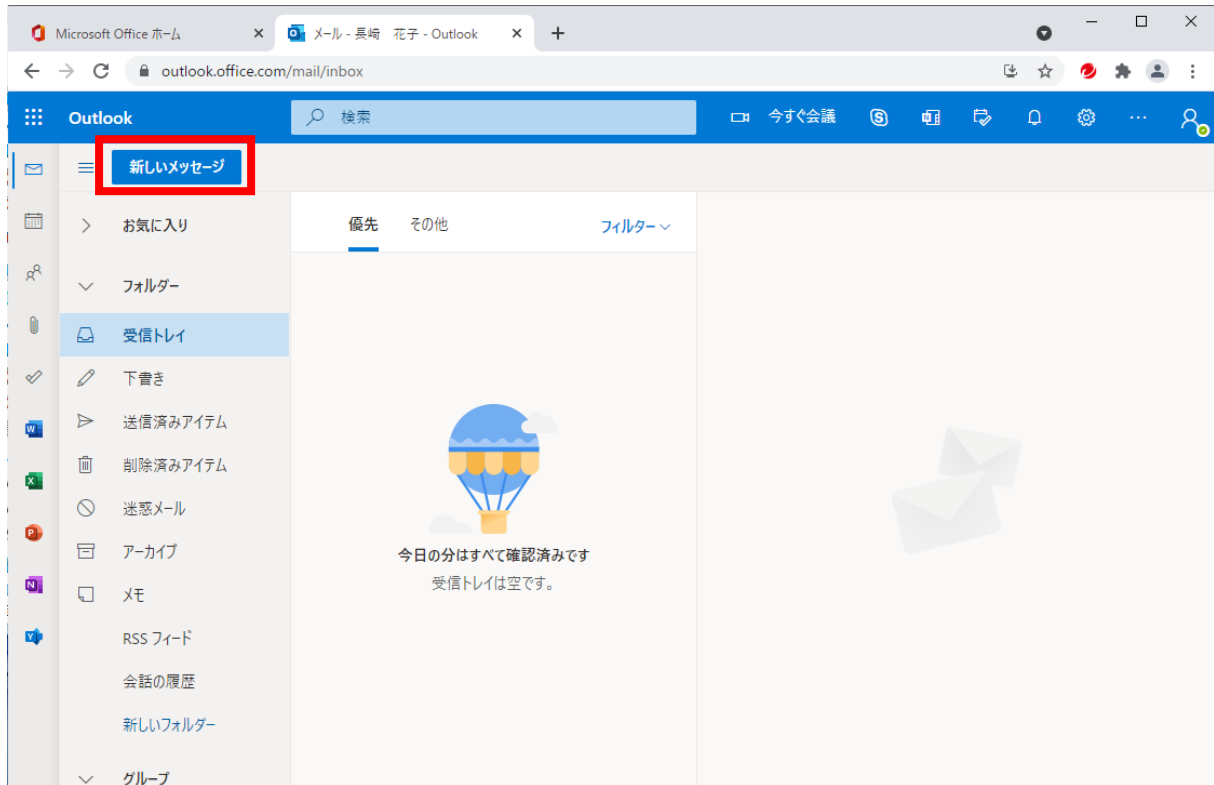 Microsoft Office ホーム
メール - 長崎　花子 - Outlook
outlook.office.com/mail/inbox
Outlook
検索
今すぐ会議
新しいメッセージ
お気に入り
フォルダー
受信トレイ
下書き
送信済みアイテム
削除済みアイテム
迷惑メール
アーカイブ
メモ
RSS フィード
会話の履歴
新しいフォルダー
グループ
優先 その他 フィルター
今日の分はすべて確認済みです
受信トレイは空です。